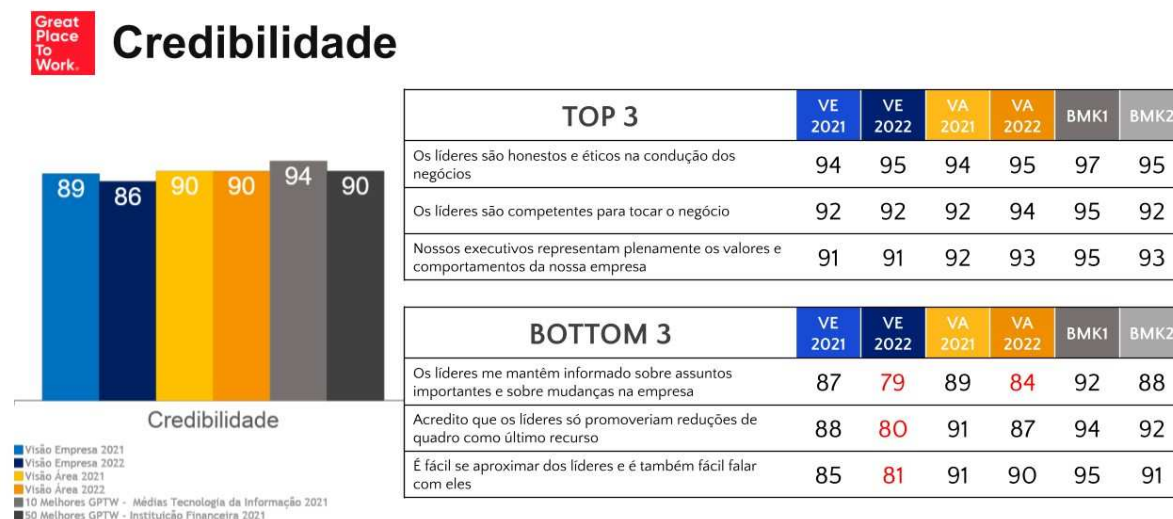 Great
Place
To
Work.
Credibilidade
89 86 90 90 94 90
Credibilidade
Visão Empresa 2021
Visão Empresa 2022
Visão Área 2021
Visão Área 2022
10 Melhores GPTW - Médias Tecnologia da Informação 2021
50 Melhores GPTW - Instituição Financeira 2021
TOP 3 VE 2021 VE 2022 VA 2021 VA 2022 BMK1 BMK2
Os líderes são honestos e éticos na condução dos
negócios 94 95 94 95 97 95
Os líderes são competentes para tocar o negócio 92 92 92 94 95 92
Nossos executivos representam plenamente os valores e
comportamentos da nossa empresa 91 91 92 93 95 93
BOTTOM 3 VE 2021 VE 2022 VA 2021 VA 2022 BMK1 BMK2
Os líderes me mantêm informado sobre assuntos
importantes e sobre mudanças na empresa 87 79 89 84 92 88
Acredito que os líderes só promoveriam reduções de
quadro como último recurso 88 80 91 87 94 92
É fácil se aproximar dos líderes e é também fácil falar
com eles 85 81 91 90 95 91